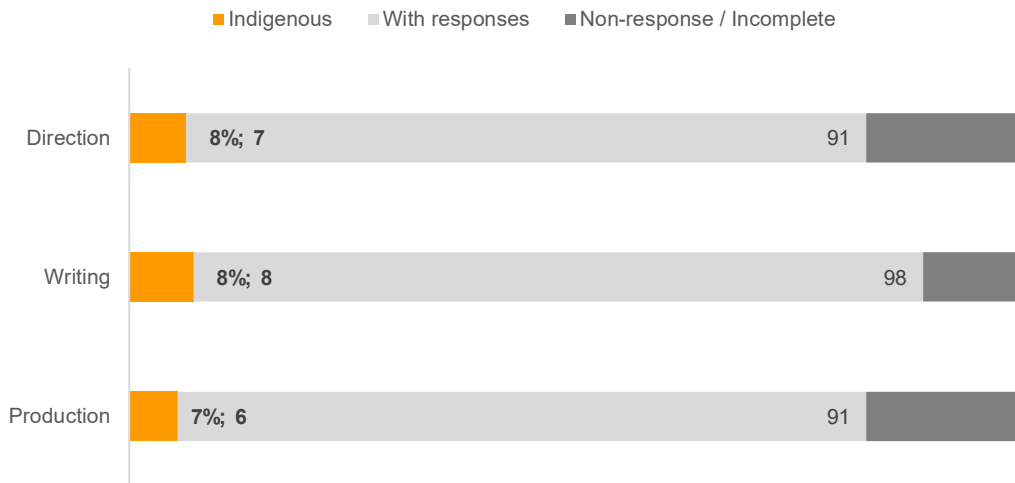 Indigenous With responses Non-response / Incomplete
Direction 8%; 7 91
Writing 8%; 8 98
Production 7%; 6 91